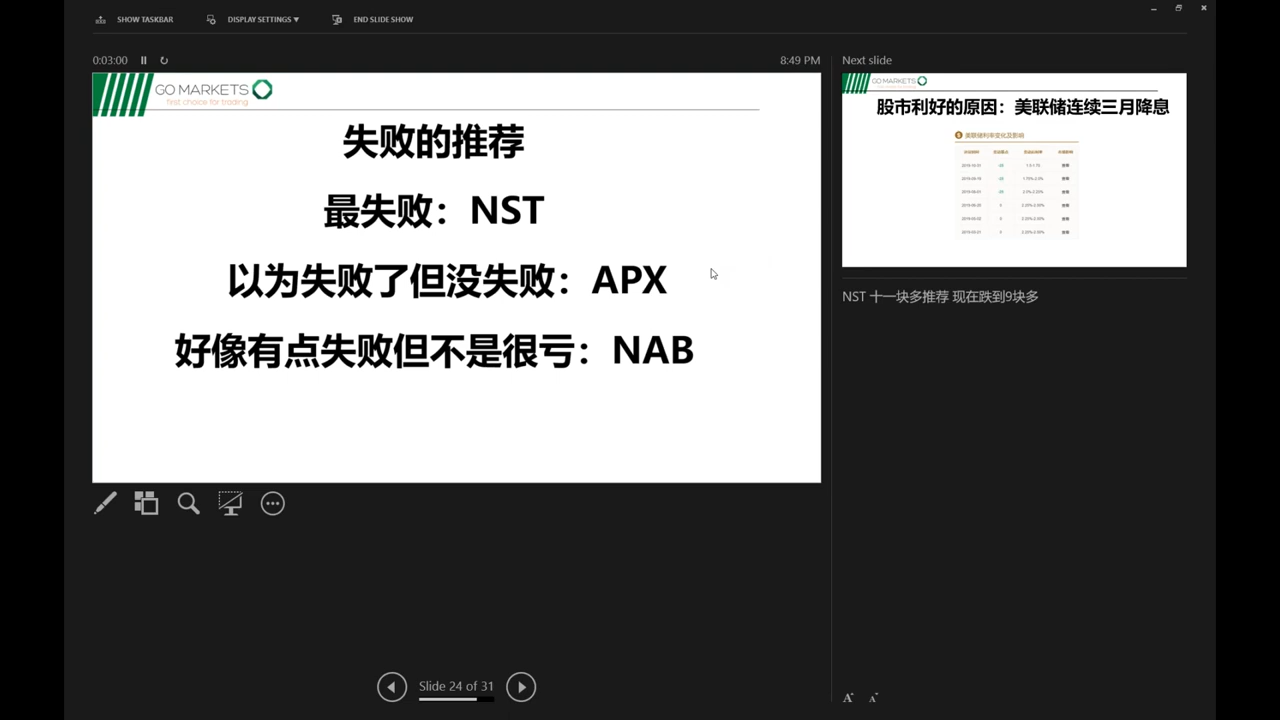 SHOW TASKBAR
DISPLAY SETTINGS ▼
END SLIDE SHOW
0:03:00
8:49 PM
GO MARKETS
first choice for trading
失败的推荐
最失败：NST
以为失败了但没失败：APX
好像有点失败但不是很亏：NAB
Slide 24 of 31
Next slide
GO MARKETS
股市利好的原因：美联储连续三月降息
美联储利率变化及影响
NST 十一块多推荐 现在跌到9块多